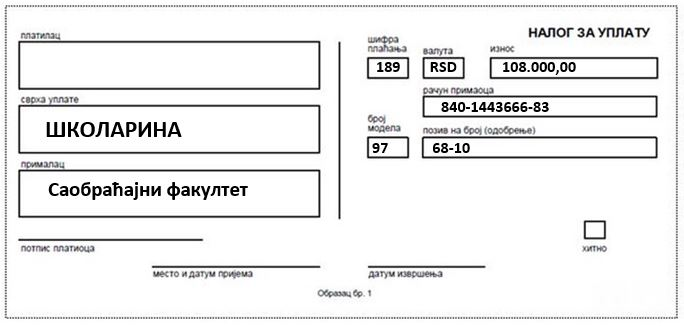 НАЛОГ ЗА УПЛАТУ
платилац
сврха уплате
ШКОЛАРИНА
прималац
Саобраћајни факултет
потпис платиоца
место и датум пријема
шифра плаћања
189
валута
RSD
износ
108.000,00
рачун примаоца
840-1443666-83
број модела
97
позив на број (одобрење)
68-10
хитно
датум извршења
Образац бр. 1